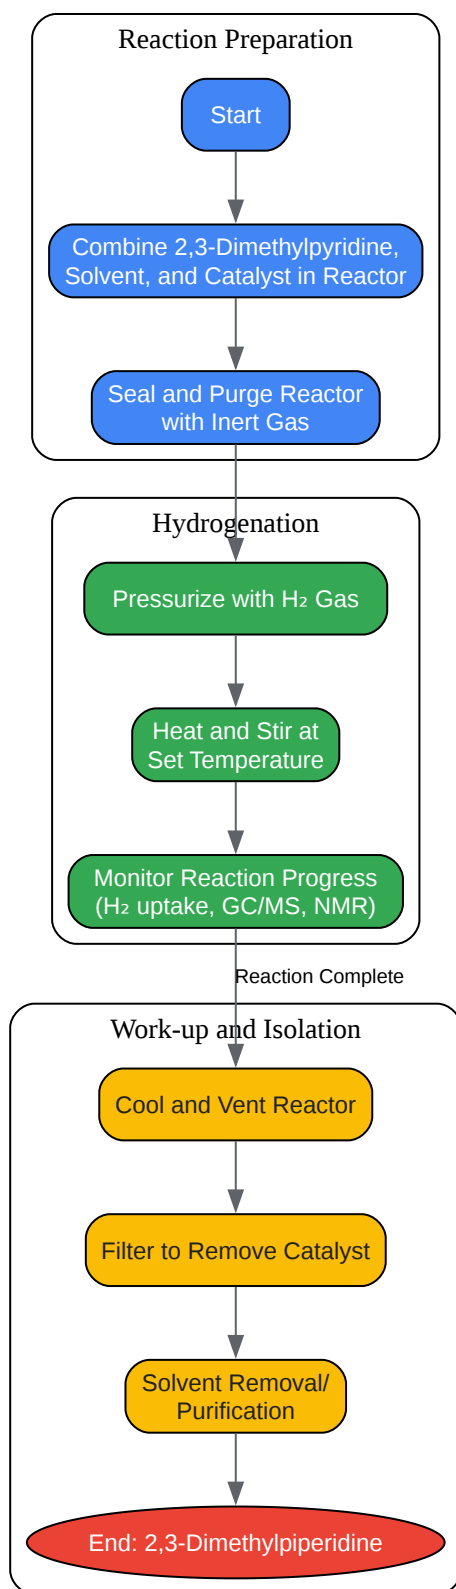 Reaction Preparation
Start
Combine 2,3-Dimethylpyridine,
Solvent, and Catalyst in Reactor
Seal and Purge Reactor
with Inert Gas
Hydrogenation
Pressurize with H₂ Gas
Heat and Stir at
Set Temperature
Monitor Reaction Progress
(H₂ uptake, GC/MS, NMR)
Reaction Complete
Work-up and Isolation
Cool and Vent Reactor
Filter to Remove Catalyst
Solvent Removal/
Purification
End: 2,3-Dimethylpiperidine